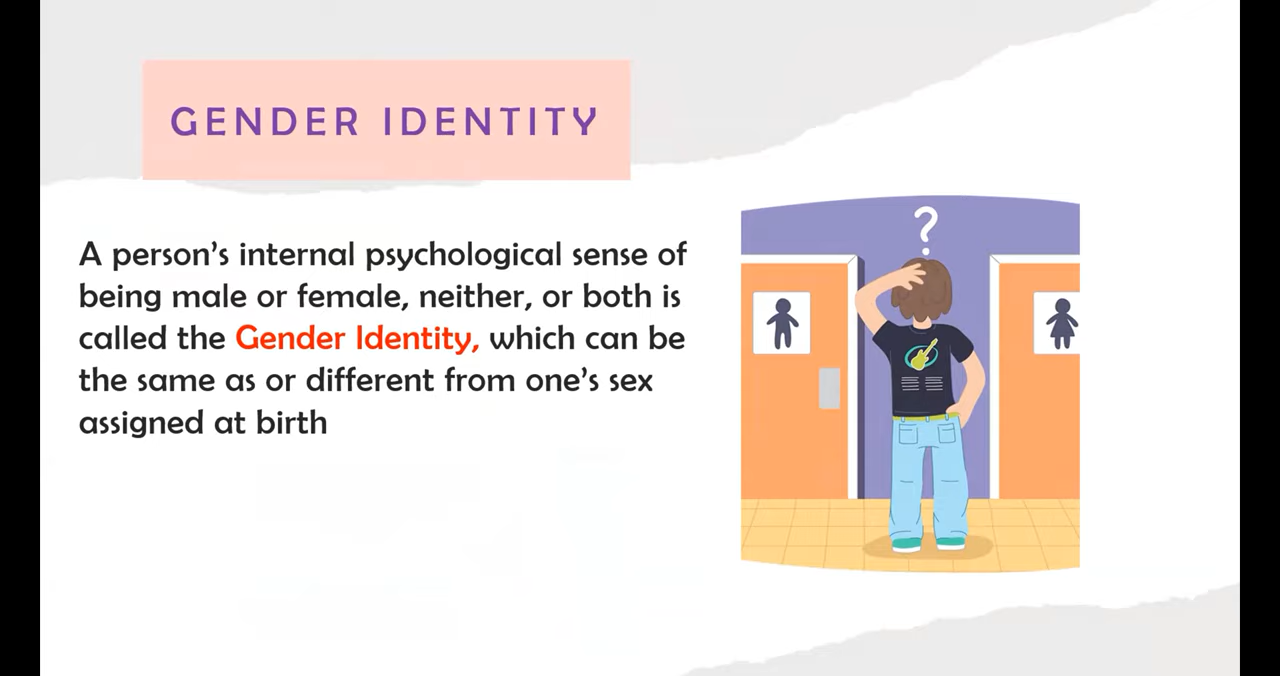 GENDER IDENTITY
A person’s internal psychological sense of
being male or female, neither, or both is
called the Gender Identity, which can be
the same as or different from one’s sex
assigned at birth
?